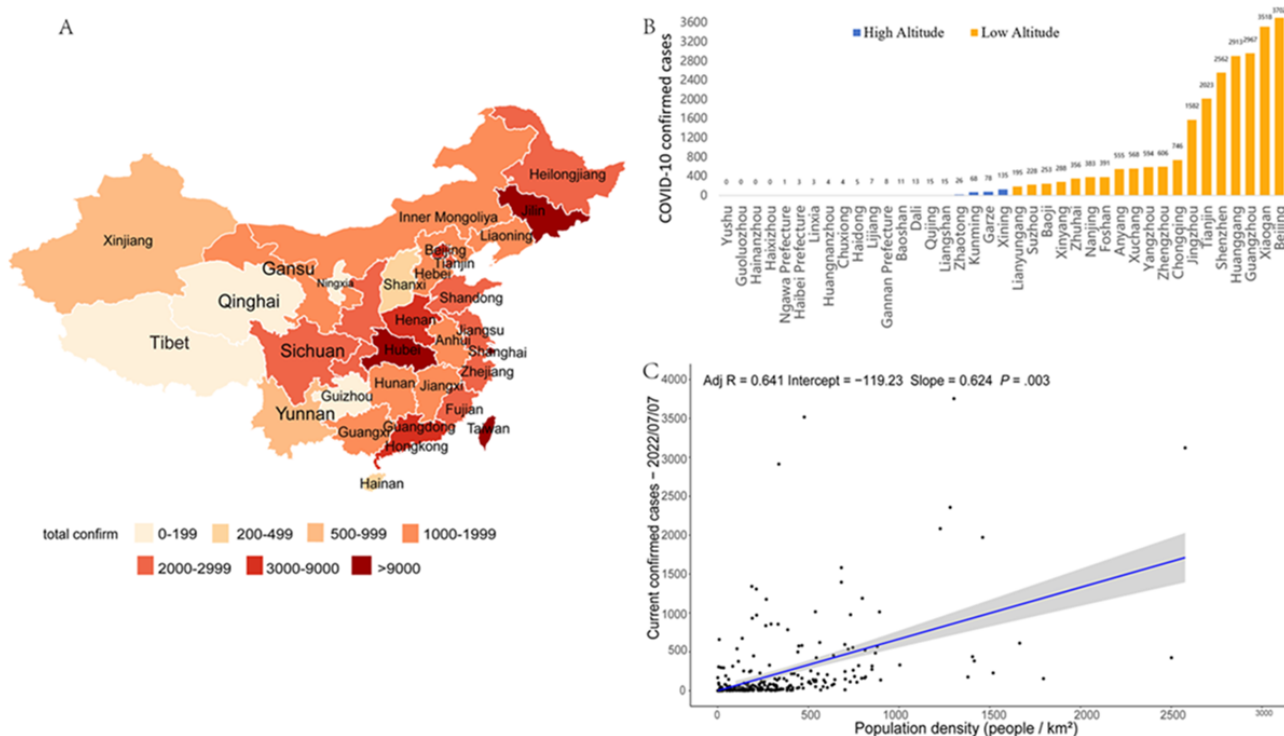 A
Heilongjiang
Jilin
Inner Mongoliya
Liaoning
Xinjiang
Beijing
Tianjin
Gansu
Ningxia
Hebei
Shanxi
Qinghai
Shandong
Henan
Jiangsu
Tibet
Anhui
Sichuan
Hubei
Shanghai
Zhejiang
Hunan
Jiangxi
Guizhou
Yunnan
Fujian
Guangxi
Guangdong
Taiwan
Hongkong
Hainan
total confirm 0-199 200-499 500-999 1000-1999
2000-2999 3000-9000 >9000
B
COVID-10 confirmed cases
3600
3200
2800
2400
2000
1600
1200
800
400
0
High Altitude Low Altitude
0 0 0 0 1 3 3 4 4 5 7 8 11 13 15 15 26 68 78 135 195 228 253 288 356 383 391 555 568 594 606 746 1582 2023 2562 2913 2967 3518
Yushu
Guoluozhou
Hainanzhou
Haixizhou
Ngawa Prefecture
Haibei Prefecture
Linxia
Huangnanzhou
Chuxiong
Haidong
Lijiang
Gannan Prefecture
Baoshan
Dali
Qujing
Liangshan
Zhaotong
Kunming
Garze
Xining
Lianyungang
Suzhou
Baoji
Xinyang
Zhuhai
Nanjing
Foshan
Anyang
Xuchang
Yangzhou
Zhengzhou
Chongqing
Jingzhou
Tianjin
Shenzhen
Huanggang
Guangzhou
Xiaogan
C
Adj R = 0.641 Intercept = −119.23 Slope = 0.624 P = .003
Current confirmed cases − 2022/07/07
4000
3500
3000
2500
2000
1500
1000
500
0
0 500 1000 1500 2000 2500 3000
Population density (people / km²)